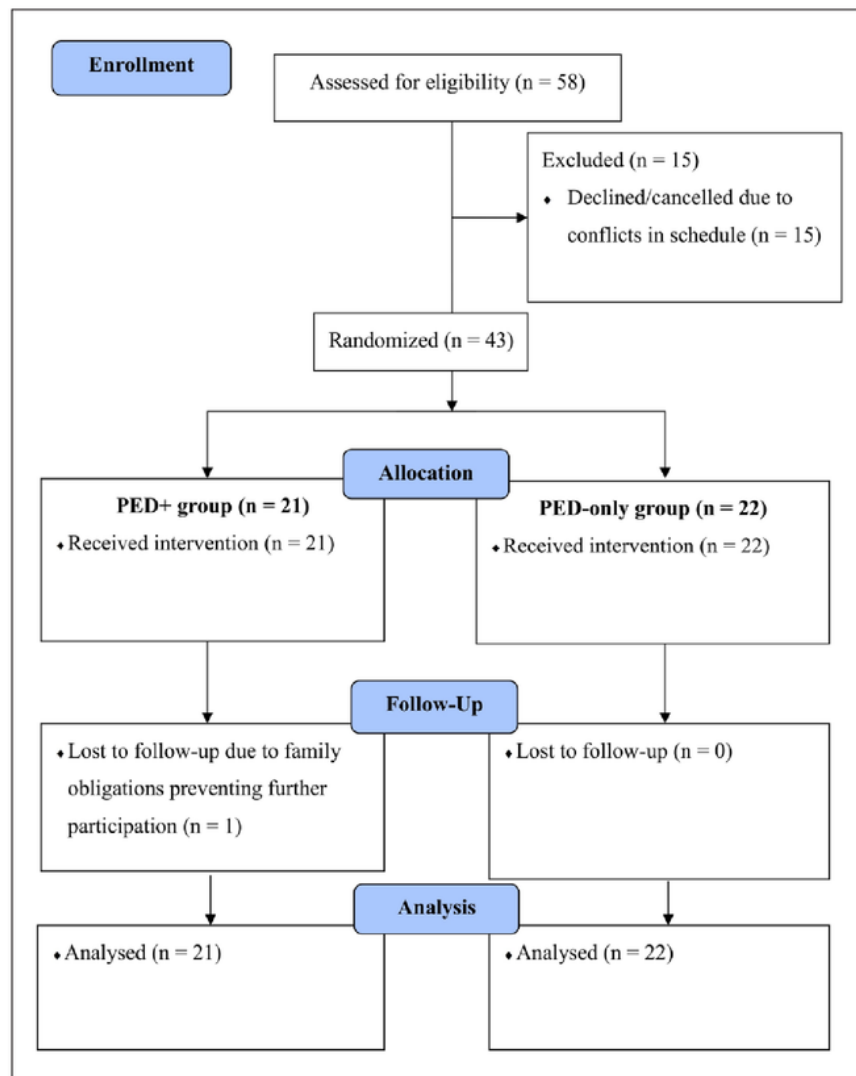 Enrollment
Assessed for eligibility (n = 58)
Excluded (n = 15)
⬧ Declined/cancelled due to
conflicts in schedule (n = 15)
Randomized (n = 43)
Allocation
PED+ group (n = 21)
⬧ Received intervention (n = 21)
PED-only group (n = 22)
⬧ Received intervention (n = 22)
Follow-Up
⬧ Lost to follow-up due to family
obligations preventing further
participation (n = 1)
⬧ Lost to follow-up (n = 0)
Analysis
⬧ Analysed (n = 21)
⬧ Analysed (n = 22)